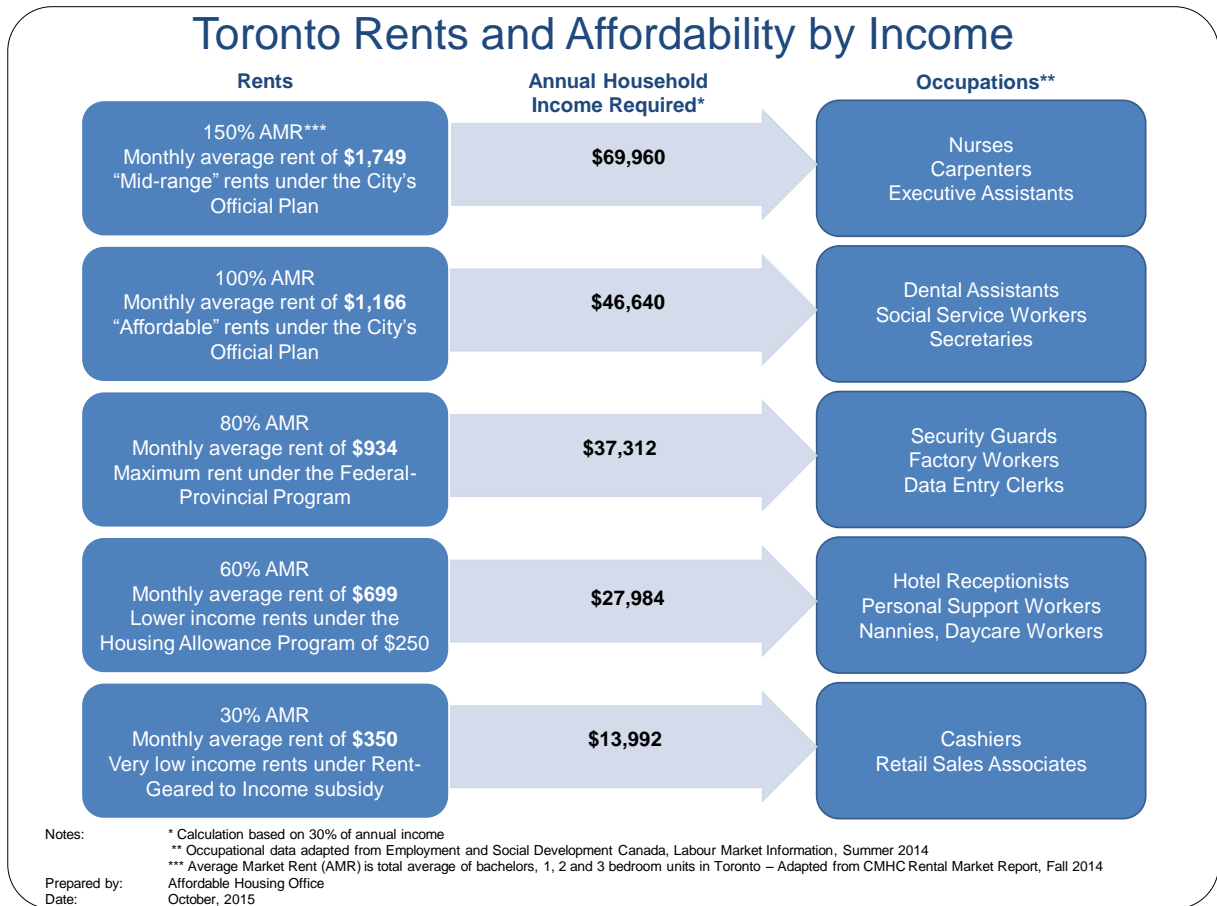 Toronto Rents and Affordability by Income
Rents
Annual Household
Income Required*
Occupations**
150% AMR***
Monthly average rent of $1,749
“Mid-range” rents under the City’s
Official Plan
$69,960
Nurses
Carpenters
Executive Assistants
100% AMR
Monthly average rent of $1,166
“Affordable” rents under the City’s
Official Plan
$46,640
Dental Assistants
Social Service Workers
Secretaries
80% AMR
Monthly average rent of $934
Maximum rent under the Federal-
Provincial Program
$37,312
Security Guards
Factory Workers
Data Entry Clerks
60% AMR
Monthly average rent of $699
Lower income rents under the
Housing Allowance Program of $250
$27,984
Hotel Receptionists
Personal Support Workers
Nannies, Daycare Workers
30% AMR
Monthly average rent of $350
Very low income rents under Rent-
Geared to Income subsidy
$13,992
Cashiers
Retail Sales Associates
Notes: * Calculation based on 30% of annual income
** Occupational data adapted from Employment and Social Development Canada, Labour Market Information, Summer 2014
*** Average Market Rent (AMR) is total average of bachelors, 1, 2 and 3 bedroom units in Toronto – Adapted from CMHC Rental Market Report, Fall 2014
Prepared by: Affordable Housing Office
Date: October, 2015